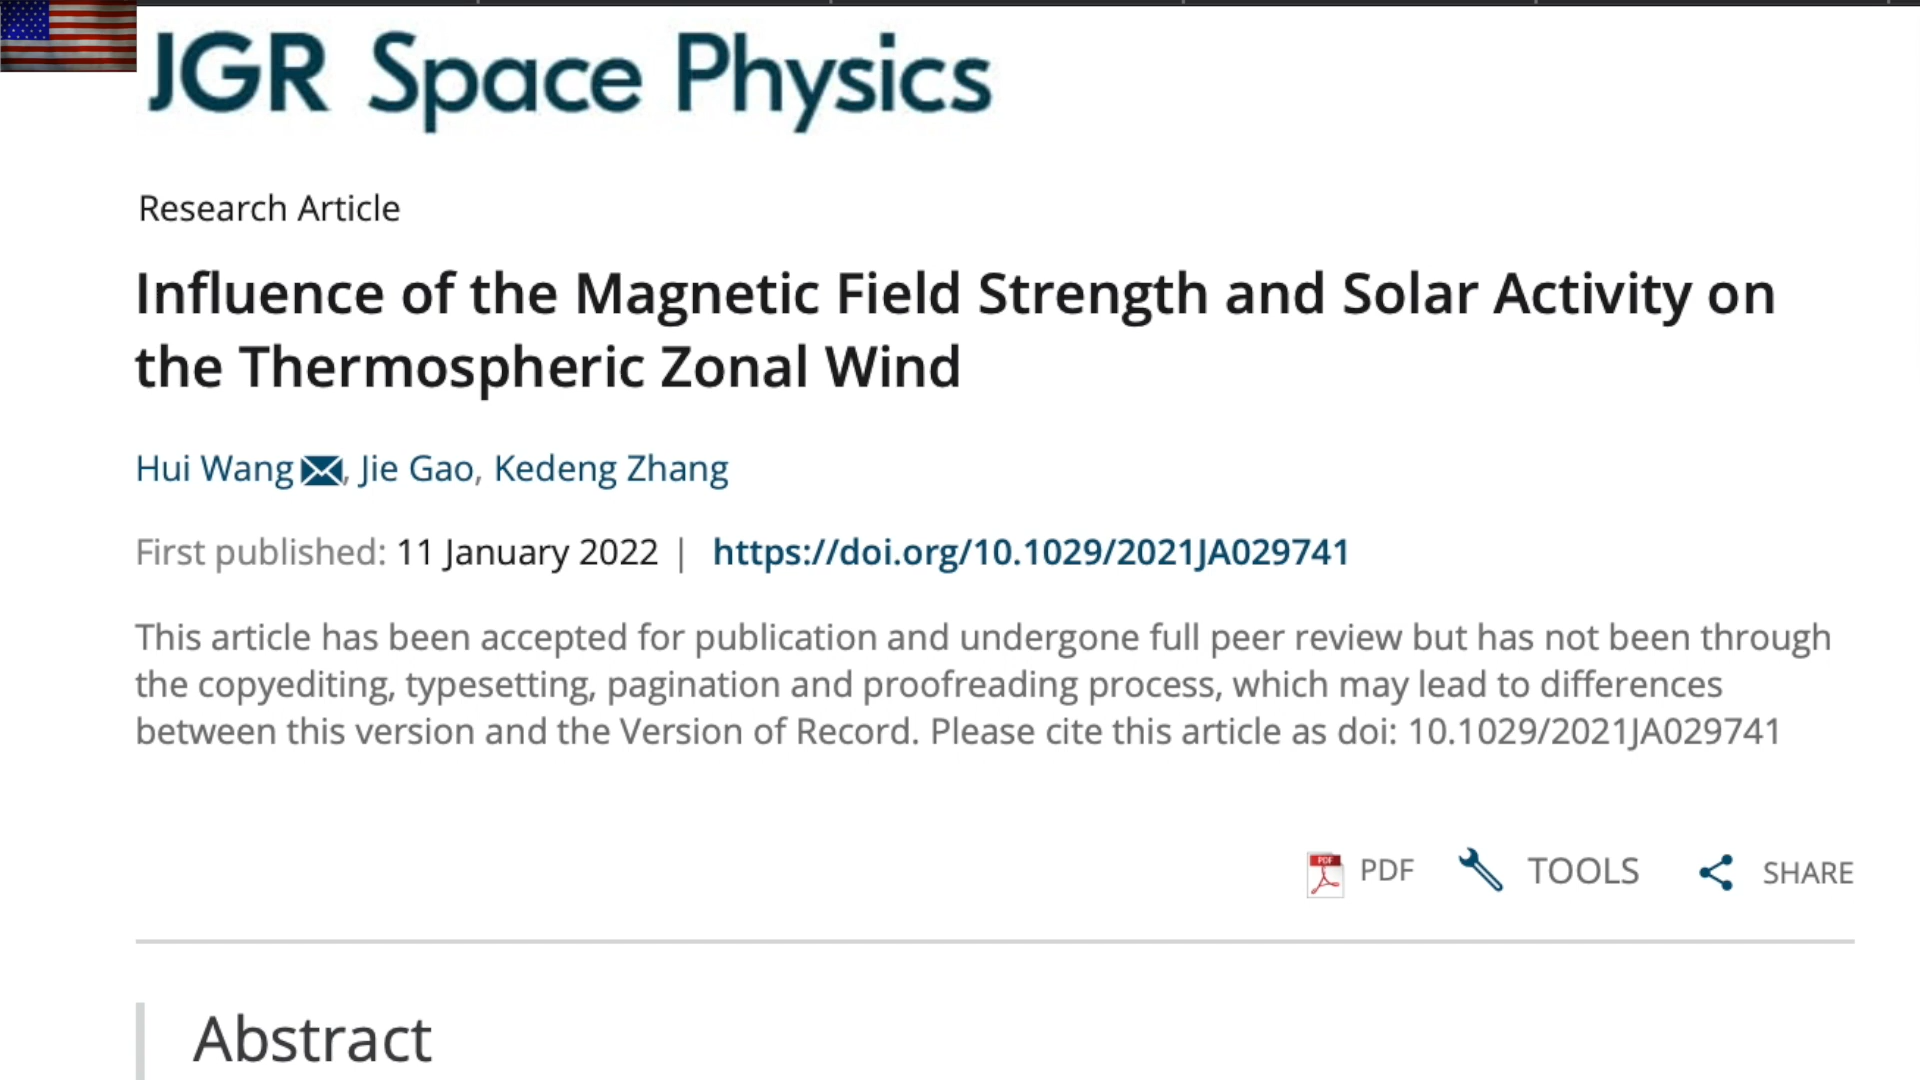 JGR Space Physics
Research Article
Influence of the Magnetic Field Strength and Solar Activity on
the Thermospheric Zonal Wind
Hui Wang, Jie Gao, Kedeng Zhang
First published: 11 January 2022 | https://doi.org/10.1029/2021JA029741
This article has been accepted for publication and undergone full peer review but has not been through
the copyediting, typesetting, pagination and proofreading process, which may lead to differences
between this version and the Version of Record. Please cite this article as doi: 10.1029/2021JA029741
PDF PDF TOOLS SHARE
Abstract